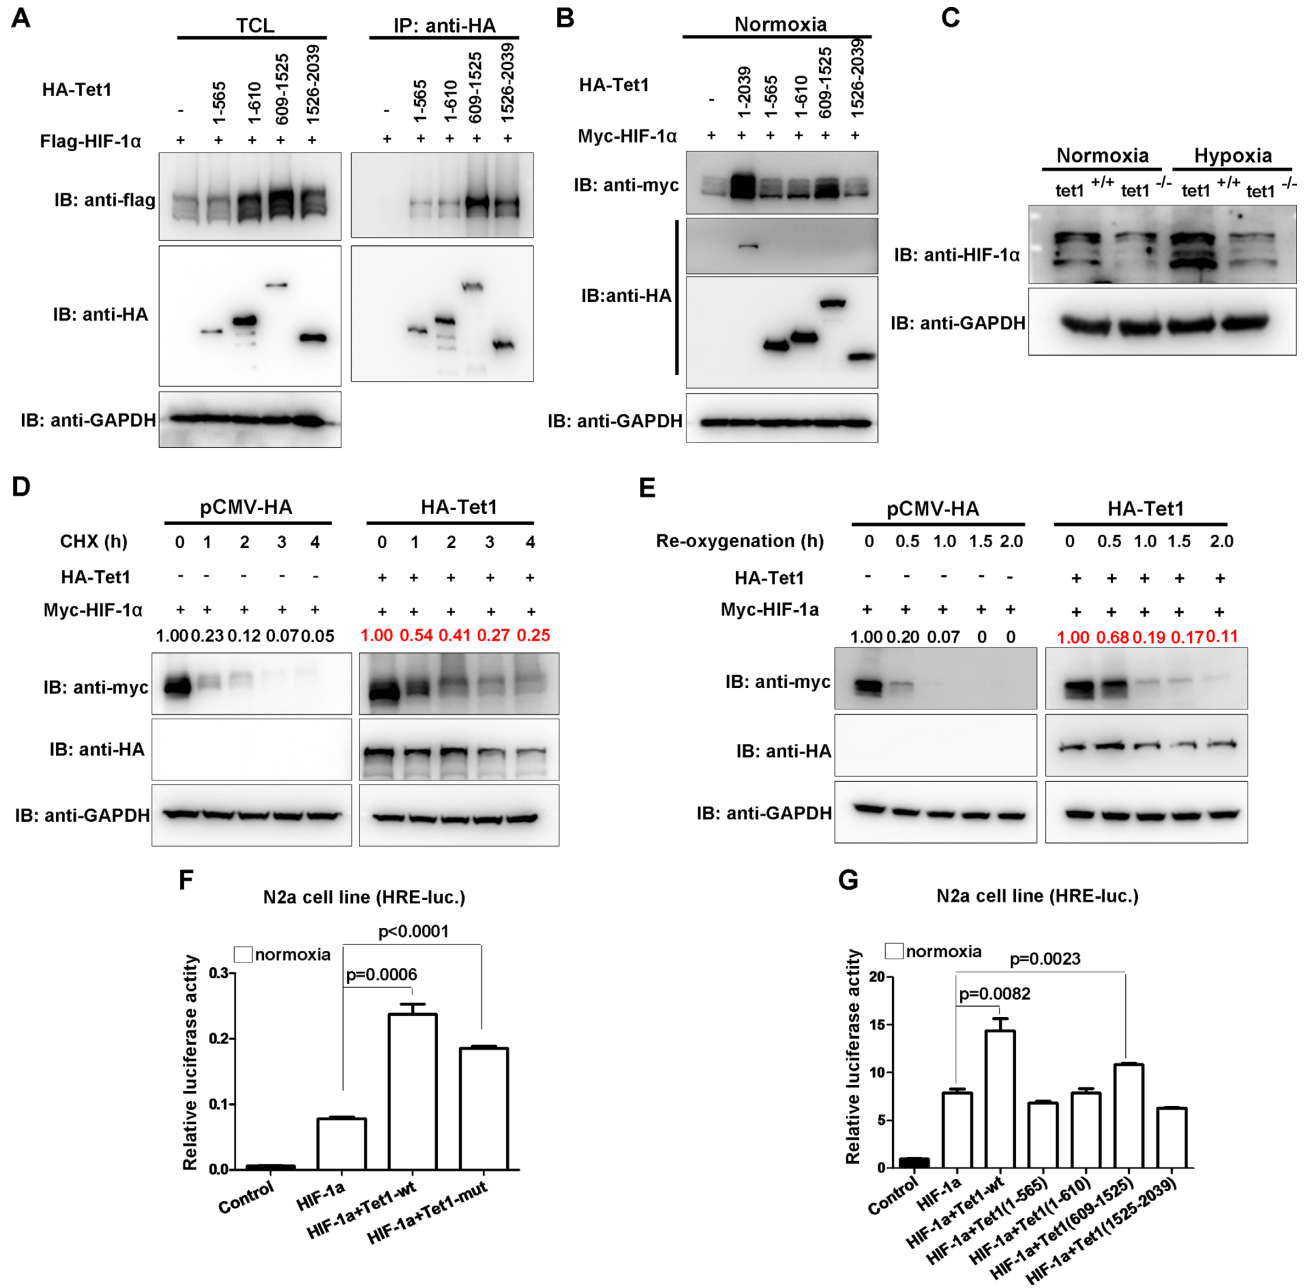 A
TCL
IP: anti-HA
HA-Tet1
- 1-565 1-610 609-1525 1526-2039
- 1-565 1-610 609-1525 1526-2039
Flag-HIF-1α + + + + + + + + + +
IB: anti-flag
IB: anti-HA
IB: anti-GAPDH
B
Normoxia
HA-Tet1
- 1-2039 1-565 1-610 609-1525 1526-2039
Myc-HIF-1α + + + + + +
IB: anti-myc
IB:anti-HA
IB: anti-GAPDH
C
Normoxia Hypoxia
tet1 +/+ tet1 -/- tet1 +/+ tet1 -/-
IB: anti-HIF-1α
IB: anti-GAPDH
D
pCMV-HA HA-Tet1
CHX (h) 0 1 2 3 4 0 1 2 3 4
HA-Tet1 - - - - - + + + + +
Myc-HIF-1α + + + + + + + + + +
1.00 0.23 0.12 0.07 0.05 1.00 0.54 0.41 0.27 0.25
IB: anti-myc
IB: anti-HA
IB: anti-GAPDH
E
pCMV-HA HA-Tet1
Re-oxygenation (h) 0 0.5 1.0 1.5 2.0 0 0.5 1.0 1.5 2.0
HA-Tet1 - - - - - + + + + +
Myc-HIF-1a + + + + + + + + + +
1.00 0.20 0.07 0 0 1.00 0.68 0.19 0.17 0.11
IB: anti-myc
IB: anti-HA
IB: anti-GAPDH
F
N2a cell line (HRE-luc.)
p<0.0001
normoxia
p=0.0006
Relative luciferase actity
0.3
0.2
0.1
0.0
Control
HIF-1a
HIF-1a+Tet1-wt
HIF-1a+Tet1-mut
G
N2a cell line (HRE-luc.)
normoxia
p=0.0023
p=0.0082
Relative luciferase actity
20
15
10
5
0
Control
HIF-1a
HIF-1a+Tet1-wt
HIF-1a+Tet1(1-565)
HIF-1a+Tet1(1-610)
HIF-1a+Tet1(609-1525)
HIF-1a+Tet1(1525-2039)